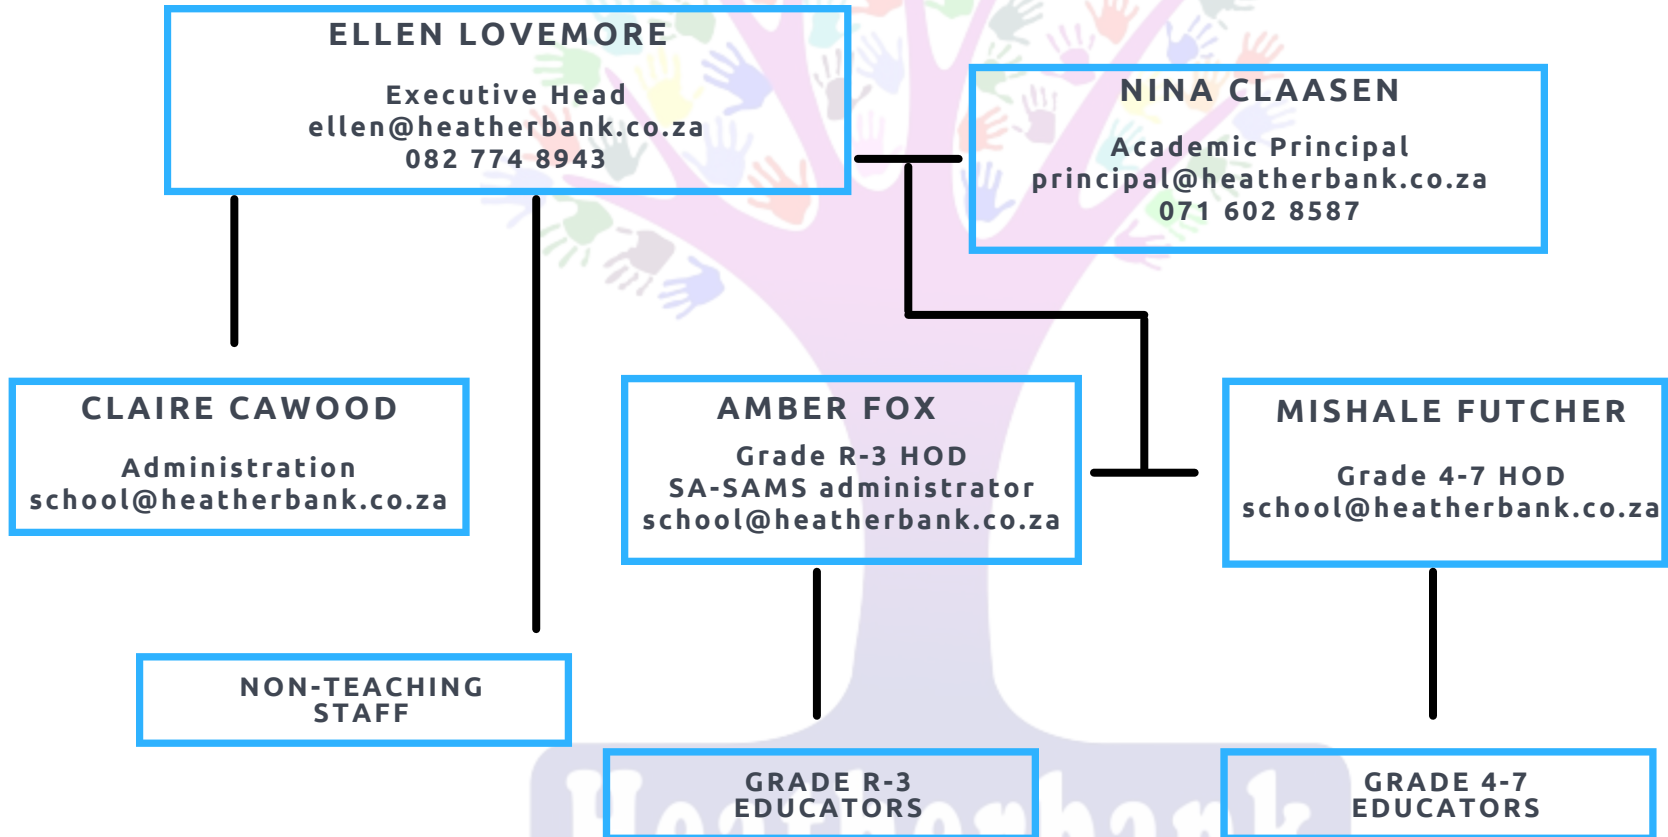 ELLEN LOVEMORE
Executive Head
ellen@heatherbank.co.za
082 774 8943
NINA CLAASEN
Academic Principal
principal@heatherbank.co.za
071 602 8587
CLAIRE CAWOOD
Administration
school@heatherbank.co.za
AMBER FOX
Grade R-3 HOD
SA-SAMS administrator
school@heatherbank.co.za
MISHALE FUTCHER
Grade 4-7 HOD
school@heatherbank.co.za
NON-TEACHING
STAFF
GRADE R-3
EDUCATORS
GRADE 4-7
EDUCATORS
Heatherbank